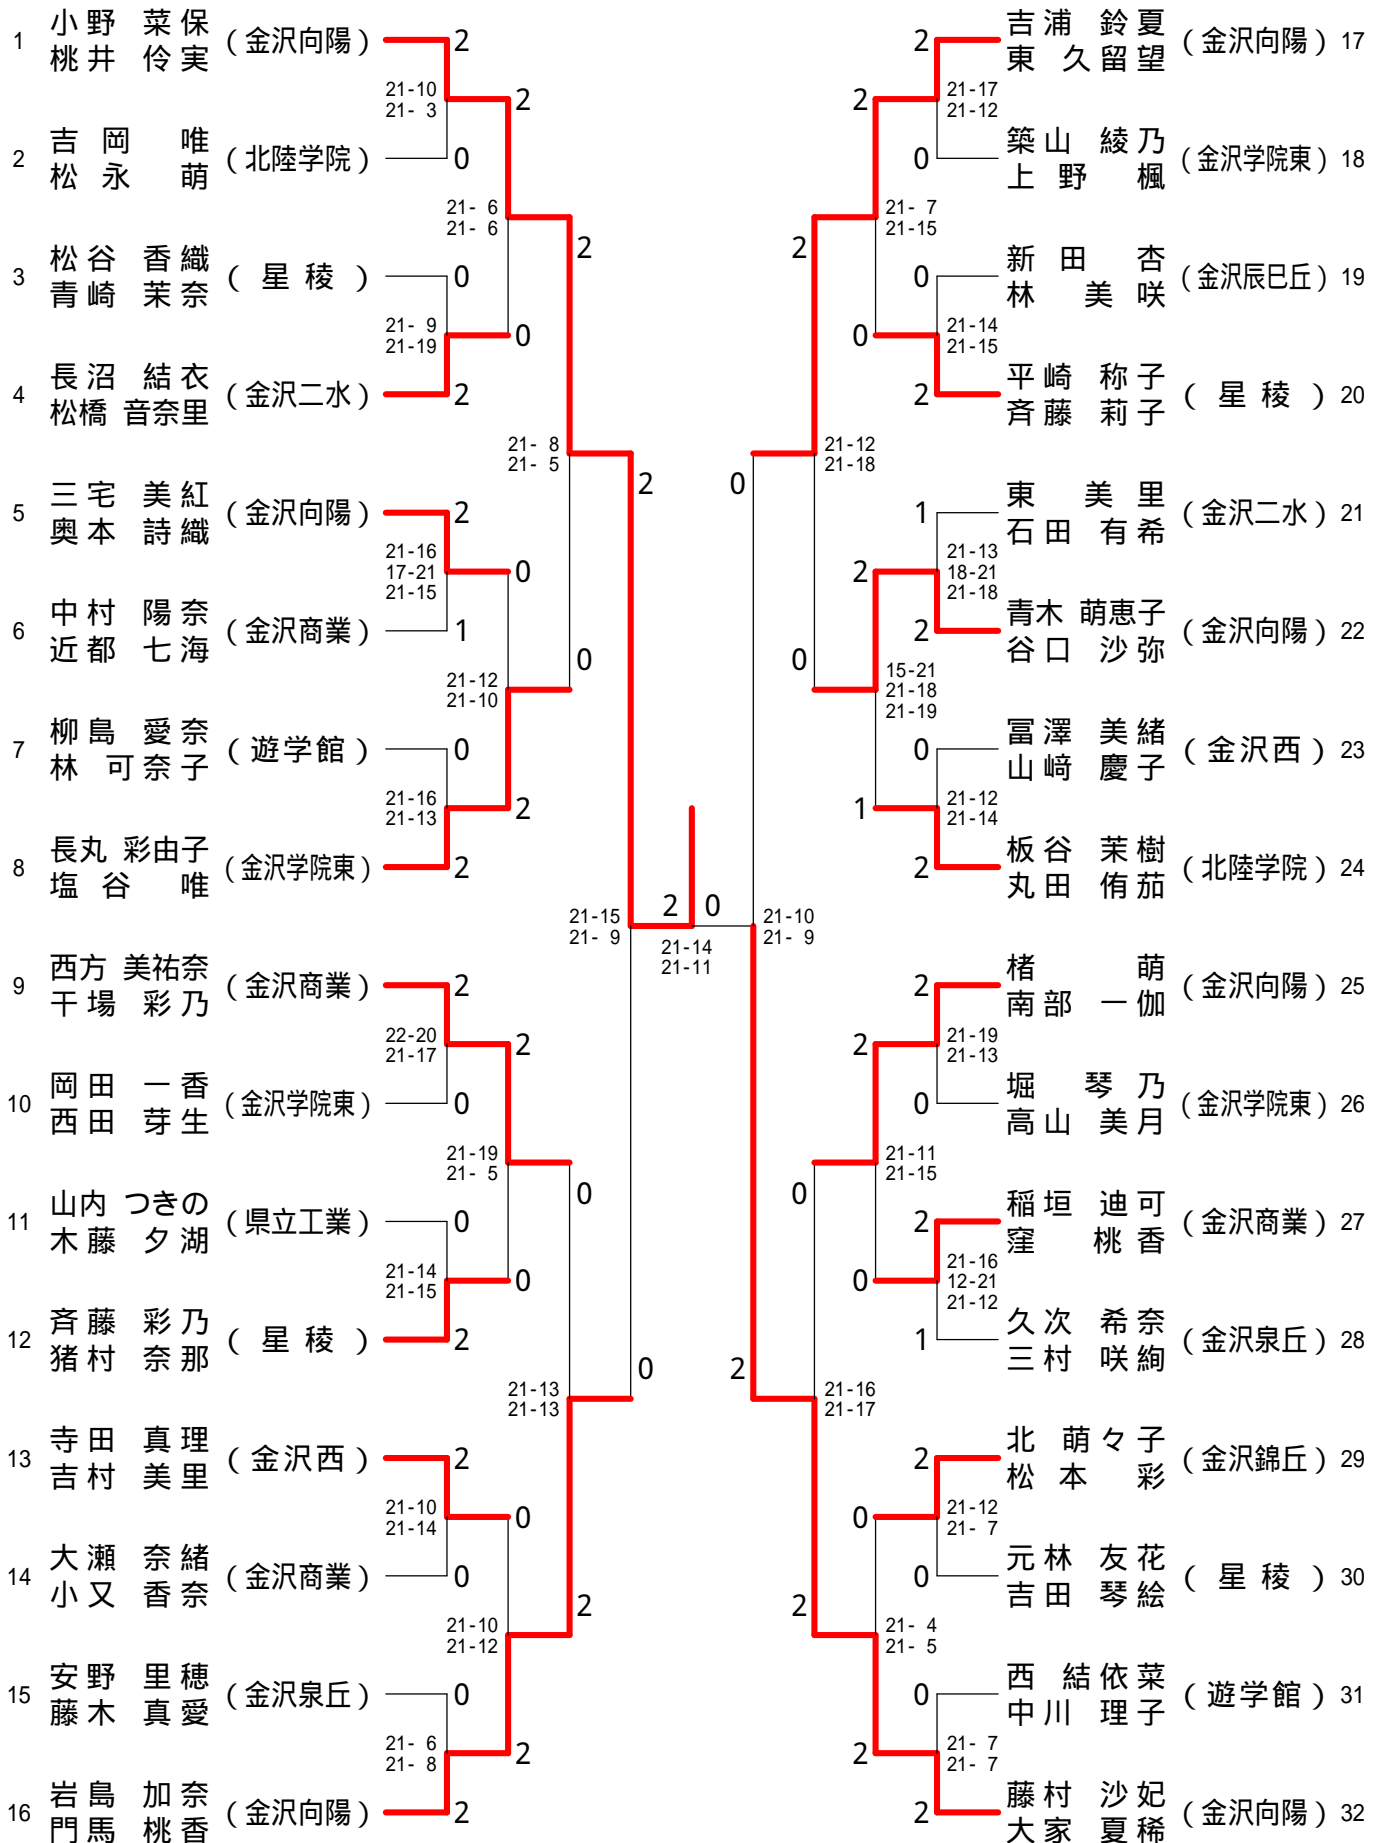 1 小野 菜保 (金沢向陽) 2
桃井 伶実
21-10
21- 3
2
2 吉岡 唯 (北陸学院) 0
松永 萌
21- 6
21- 6
2
3 松谷 香織 (星稜) 0
青崎 茉奈
21- 9
21-19
0
4 長沼 結衣 (金沢二水) 2
松橋 音奈里
21- 8
21- 5
2
5 三宅 美紅 (金沢向陽) 2
奥本 詩織
21-16
17-21
21-15
0
6 中村 陽奈 (金沢商業) 1
近都 七海
21-12
21-10
0
7 柳島 愛奈 (遊学館) 0
林 可奈子
21-16
21-13
2
8 長丸 彩由子 (金沢学院東) 2
塩谷 唯
21-15
21- 9
2 0
21-14
21-11
9 西方 美祐奈 (金沢商業) 2
干場 彩乃
22-20
21-17
2
10 岡田 一香 (金沢学院東) 0
西田 芽生
21-19
21- 5
0
11 山内 つきの (県立工業) 0
木藤 夕湖
21-14
21-15
0
12 斉藤 彩乃 (星稜) 2
猪村 奈那
21-13
21-13
0
13 寺田 真理 (金沢西) 2
吉村 美里
21-10
21-14
0
14 大瀬 奈緒 (金沢商業) 0
小又 香奈
21-10
21-12
2
15 安野 里穂 (金沢泉丘) 0
藤木 真愛
21- 6
21- 8
2
16 岩島 加奈 (金沢向陽) 2
門馬 桃香
2 吉浦 鈴夏 (金沢向陽) 17
東 久留望
2
21-17
21-12
0 築山 綾乃 (金沢学院東) 18
上野 楓
2
21- 7
21-15
0 新田 杏 (金沢辰巳丘) 19
林 美咲
0
21-14
21-15
2 平崎 称子 (星稜) 20
斉藤 莉子
0
21-12
21-18
1 東 美里 (金沢二水) 21
石田 有希
2
21-13
18-21
21-18
2 青木 萌恵子 (金沢向陽) 22
谷口 沙弥
0
15-21
21-18
21-19
0 冨澤 美緒 (金沢西) 23
山﨑 慶子
1
21-12
21-14
2 板谷 茉樹 (北陸学院) 24
丸田 侑茄
21-10
21- 9
2 楮 萌 (金沢向陽) 25
南部 一伽
2
21-19
21-13
0 堀 琴乃 (金沢学院東) 26
高山 美月
0
21-11
21-15
2 稲垣 迪可 (金沢商業) 27
窪 桃香
0
21-16
12-21
21-12
1 久次 希奈 (金沢泉丘) 28
三村 咲絢
2
21-16
21-17
2 北 萌々子 (金沢錦丘) 29
松本 彩
0
21-12
21- 7
0 元林 友花 (星稜) 30
吉田 琴絵
2
21- 4
21- 5
0 西 結依菜 (遊学館) 31
中川 理子
2
21- 7
21- 7
2 藤村 沙妃 (金沢向陽) 32
大家 夏稀